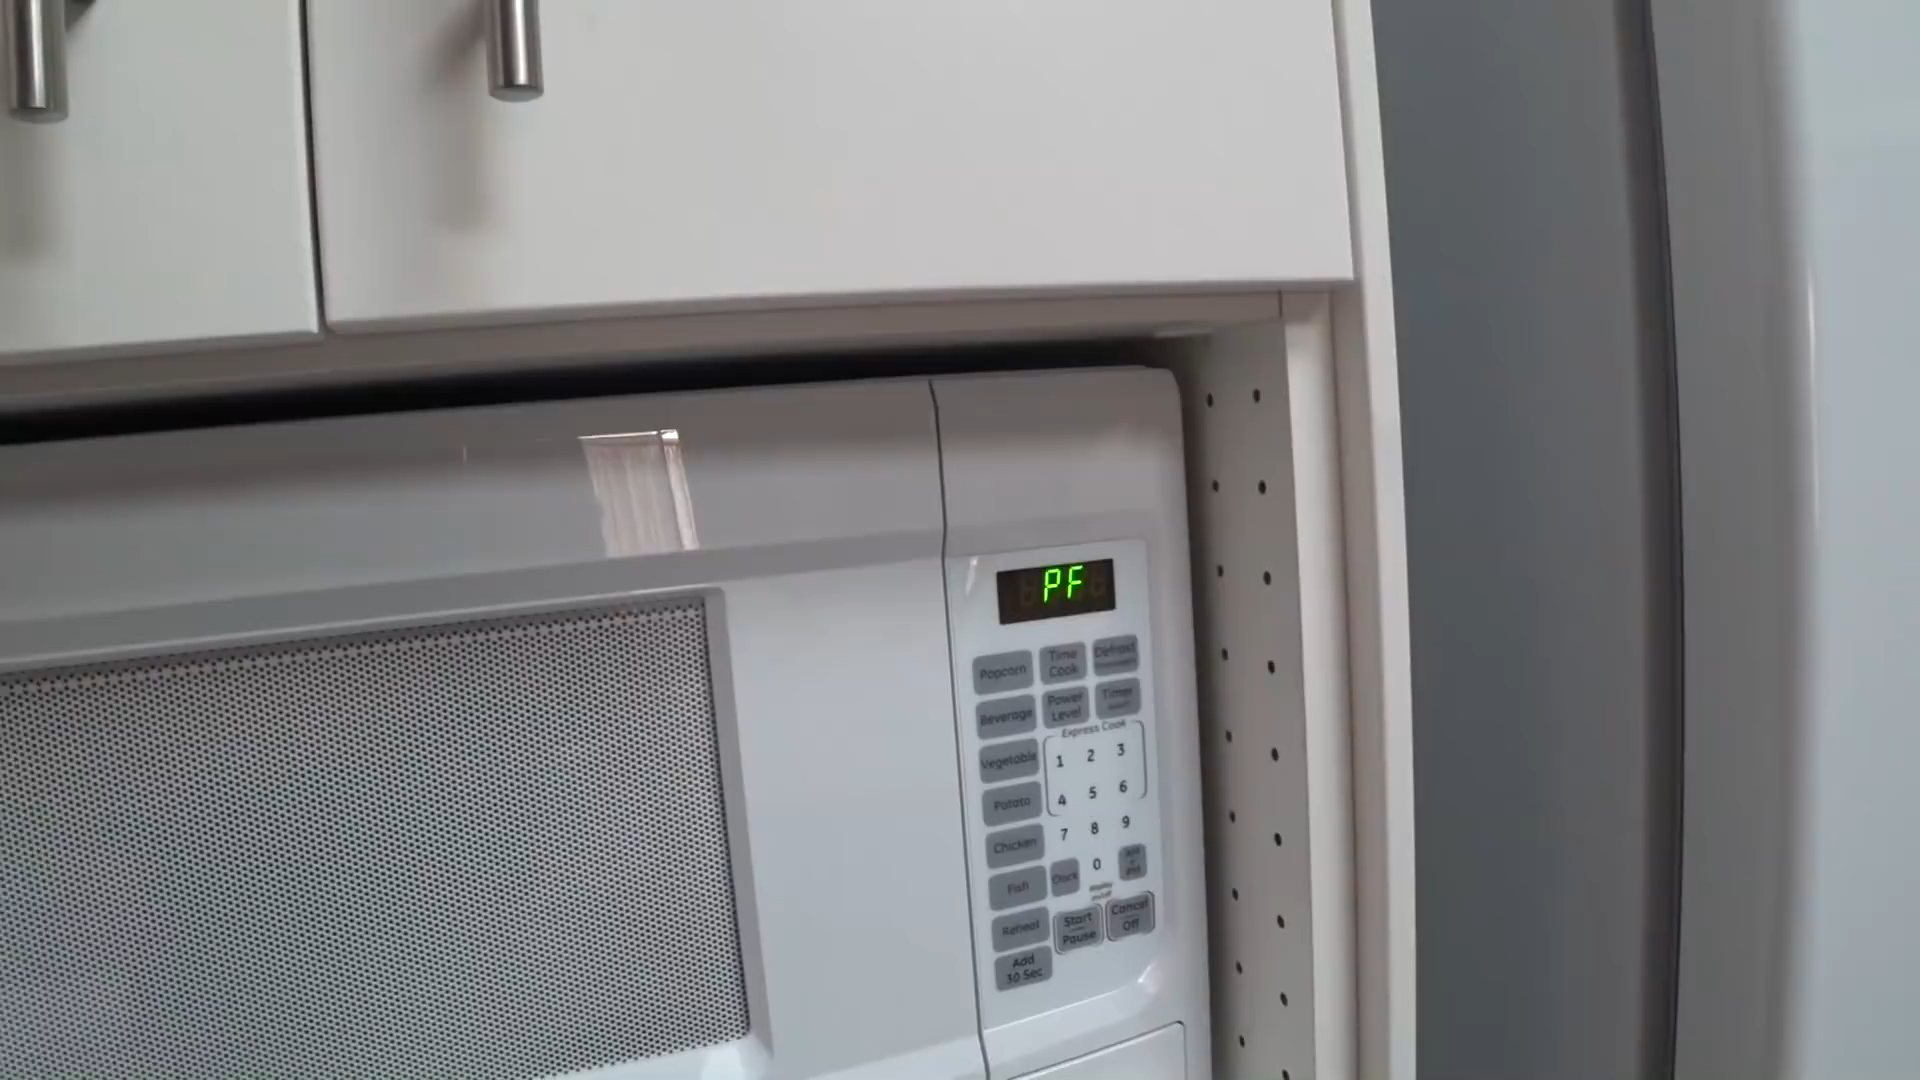 PF
Popcorn
Time Cook
Defrost
Beverage
Power Level
Timer
Express Cook
Vegetable
1 2 3
Potato
4 5 6
Chicken
7 8 9
Fish
Clock
0
Reheat
Start
Pause
Cancel
Off
Add
30 Sec